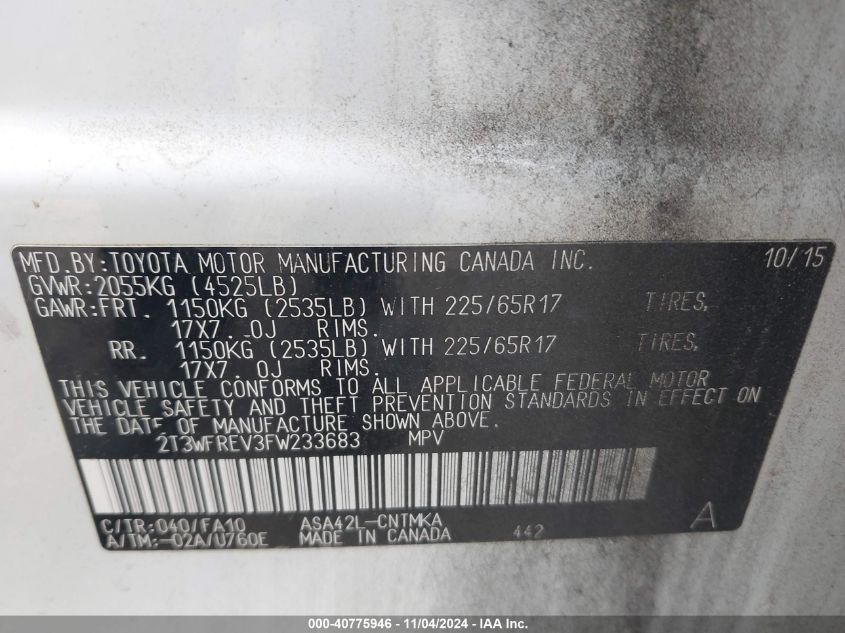 MFD.BY:TOYOTA MOTOR MANUFACTURING CANADA INC. 10/15
GVWR:2055KG (4525LB)
GAWR:FRT. 1150KG (2535LB) WITH 225/65R17 TIRES,
17X7 .0J RIMS.
RR. 1150KG (2535LB) WITH 225/65R17 TIRES,
17X7 .0J RIMS.
THIS VEHICLE CONFORMS TO ALL APPLICABLE FEDERAL MOTOR
VEHICLE SAFETY AND THEFT PREVENTION STANDARDS IN EFFECT ON
THE DATE OF MANUFACTURE SHOWN ABOVE.
2T3WFREV3FW233683 MPV
C/TR:040/FA10 ASA42L-CNTMKA A
A/TM:-02A/U760E MADE IN CANADA 442
000-40775946 - 11/04/2024 - IAA Inc.